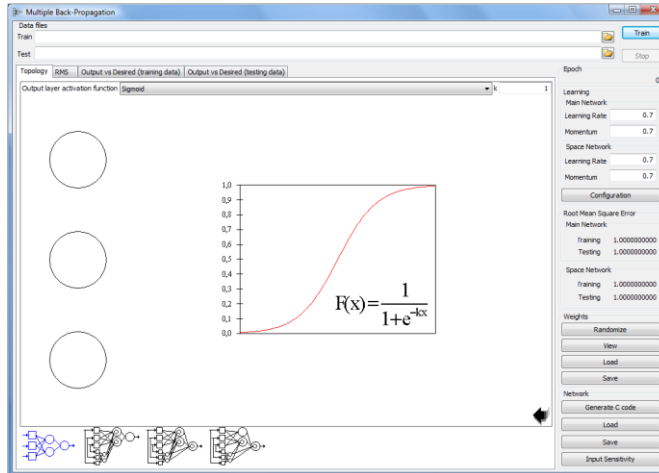 Multiple Back-Propagation
Data files
Train
Test
Train
Stop
Topology RMS Output vs Desired (training data) Output vs Desired (testing data)
Output layer activation function Sigmoid k 1
1,0
0,9
0,8
0,7
0,6
0,5
0,4
0,3
0,2
0,1
0,0
F(x)=1/1+e^-kx
Epoch
0
Learning
Main Network
Learning Rate 0.7
Momentum 0.7
Space Network
Learning Rate 0.7
Momentum 0.7
Configuration
Root Mean Square Error
Main Network
Training 1.0000000000
Testing 1.0000000000
Space Network
Training 1.0000000000
Testing 1.0000000000
Weights
Randomize
View
Load
Save
Network
Generate C code
Load
Save
Input Sensitivity